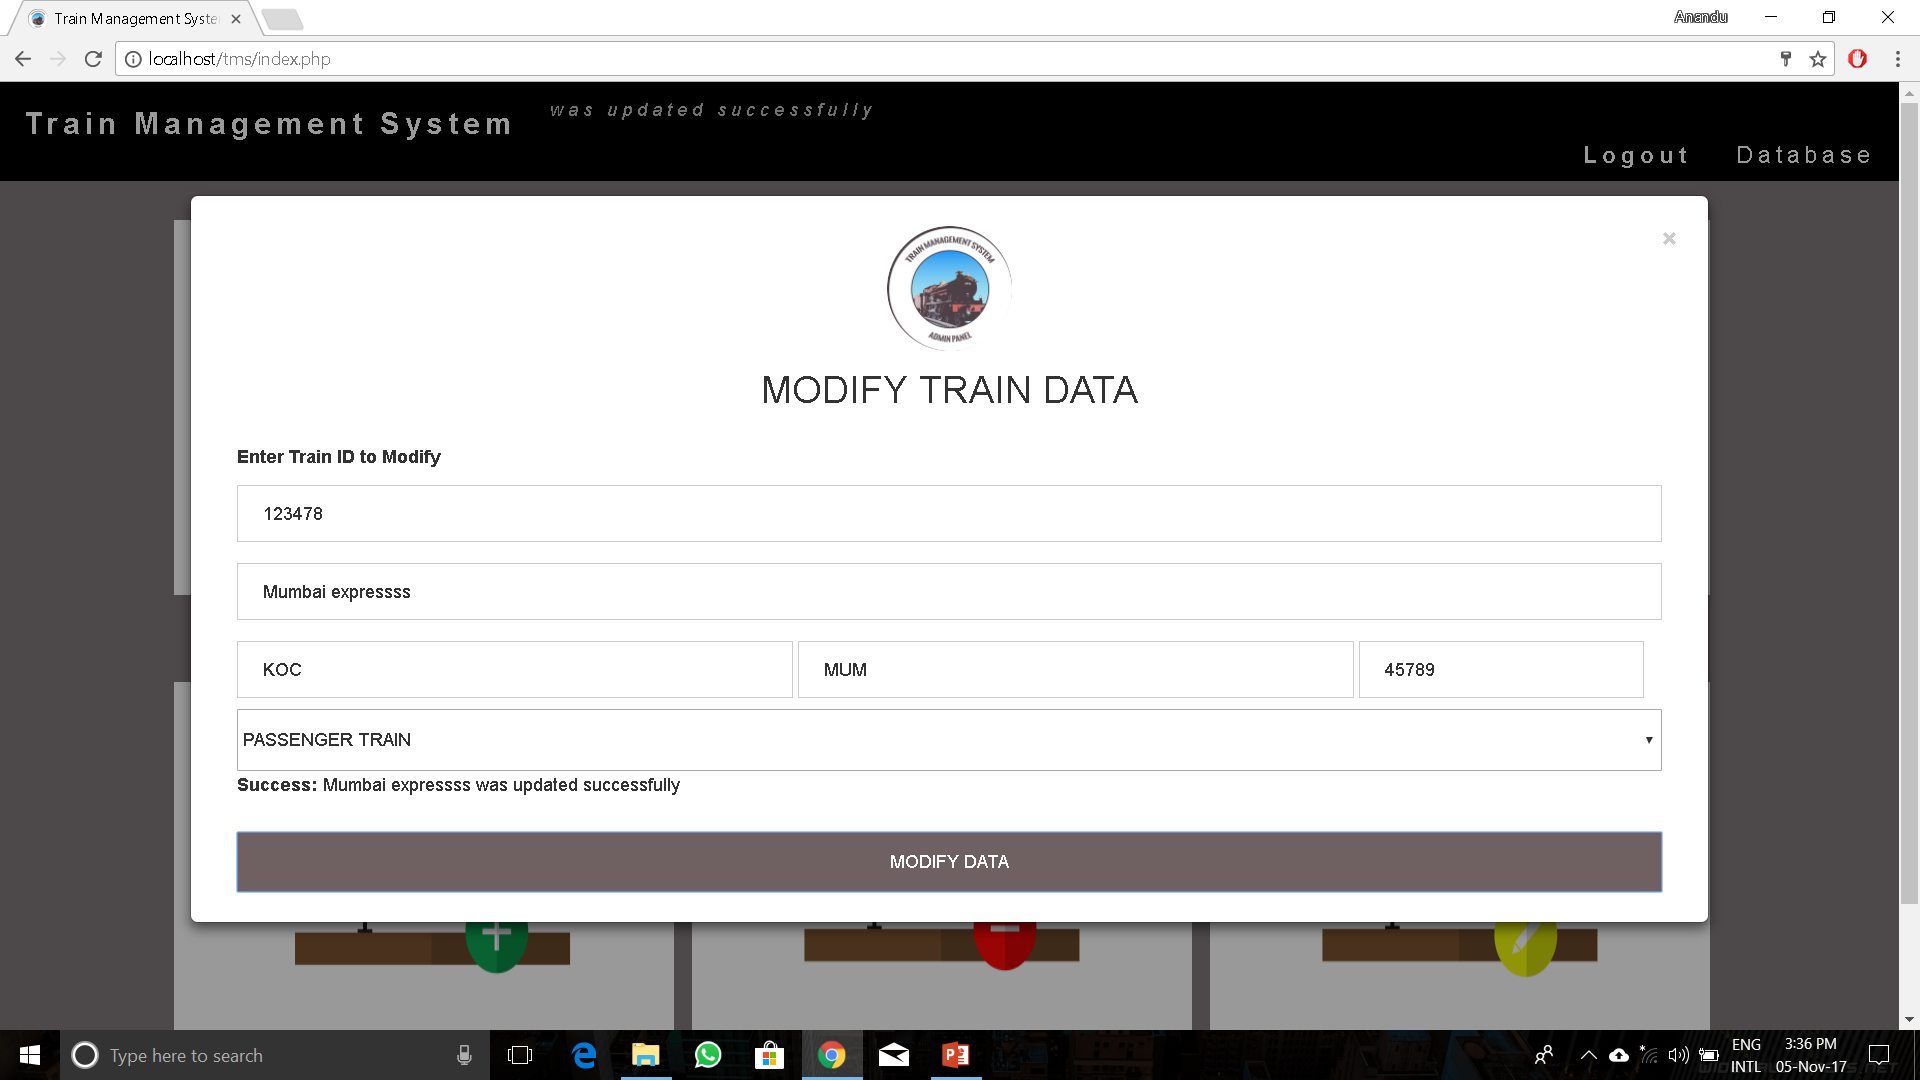 Train Management Syste
Anandu
localhost/tms/index.php
Train Management System
was updated successfully
Logout
Database
TRAIN MANAGEMENT SYSTEM
ADMIN PANEL
MODIFY TRAIN DATA
Enter Train ID to Modify
123478
Mumbai expressss
KOC
MUM
45789
PASSENGER TRAIN
Success: Mumbai expressss was updated successfully
MODIFY DATA
Type here to search
ENG
INTL
3:36 PM
05-Nov-17